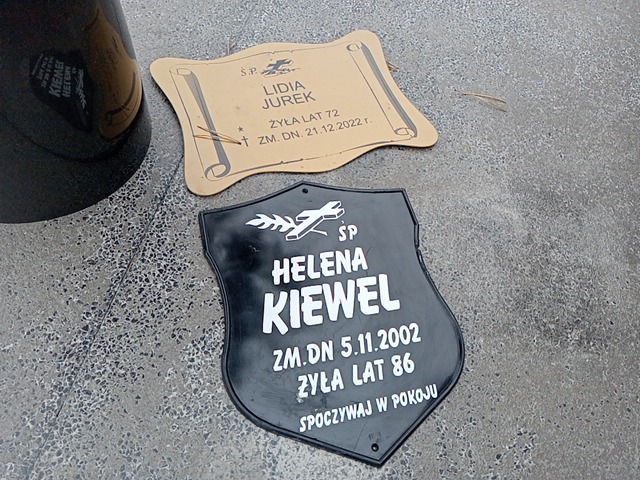 Ś.P.
LIDIA
JUREK
ŻYŁA LAT 72
ZM. DN. 21.12.2022 r.
ŚP
HELENA
KIEWEL
ZM.DN 5.11.2002
ŻYŁA LAT 86
SPOCZYWAJ W POKOJU